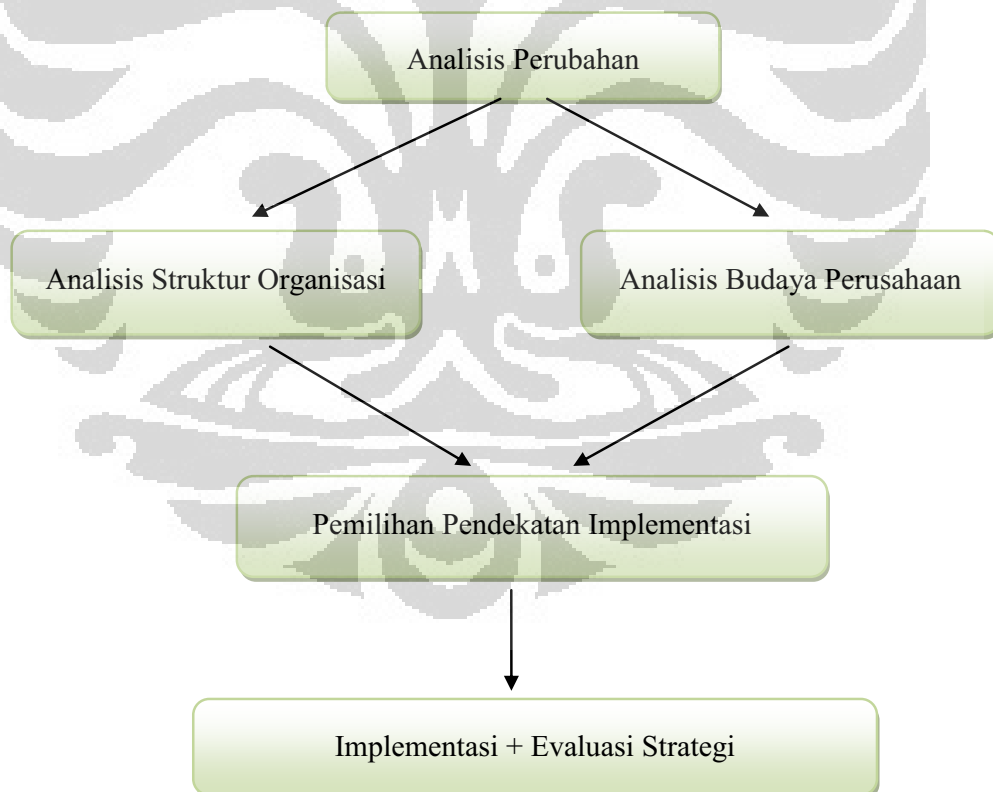 Analisis Perubahan
Analisis Struktur Organisasi
Analisis Budaya Perusahaan
Pemilihan Pendekatan Implementasi
Implementasi + Evaluasi Strategi